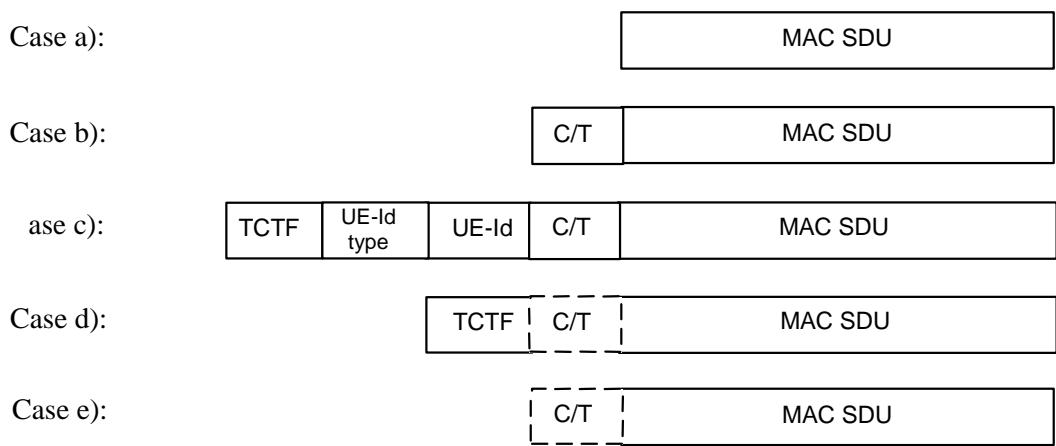 Case a): MAC SDU
Case b): C/T MAC SDU
ase c): TCTF UE-Id type UE-Id C/T MAC SDU
Case d): TCTF C/T MAC SDU
Case e): C/T MAC SDU